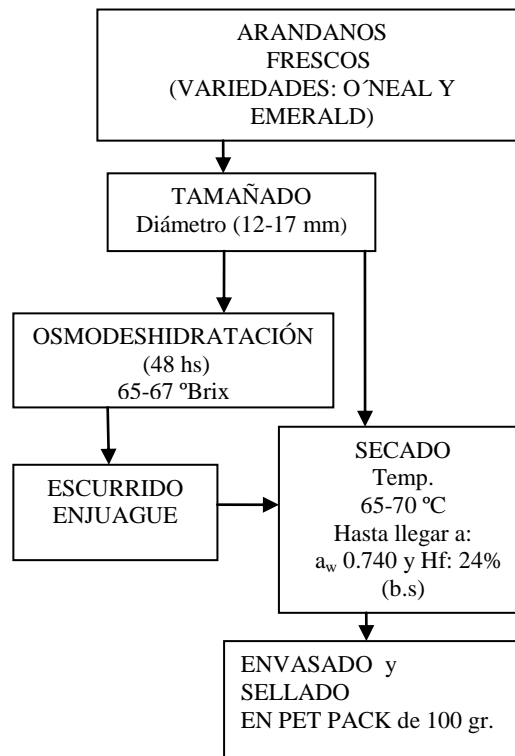 ARANDANOS
FRESCOS
(VARIEDADES: O´NEAL Y
EMERALD)
TAMAÑADO
Diámetro (12-17 mm)
OSMODESHIDRATACIÓN
(48 hs)
65-67 ºBrix
ESCURRIDO
ENJUAGUE
SECADO
Temp.
65-70 ºC
Hasta llegar a:
aw 0.740 y Hf: 24%
(b.s)
ENVASADO y
SELLADO
EN PET PACK de 100 gr.